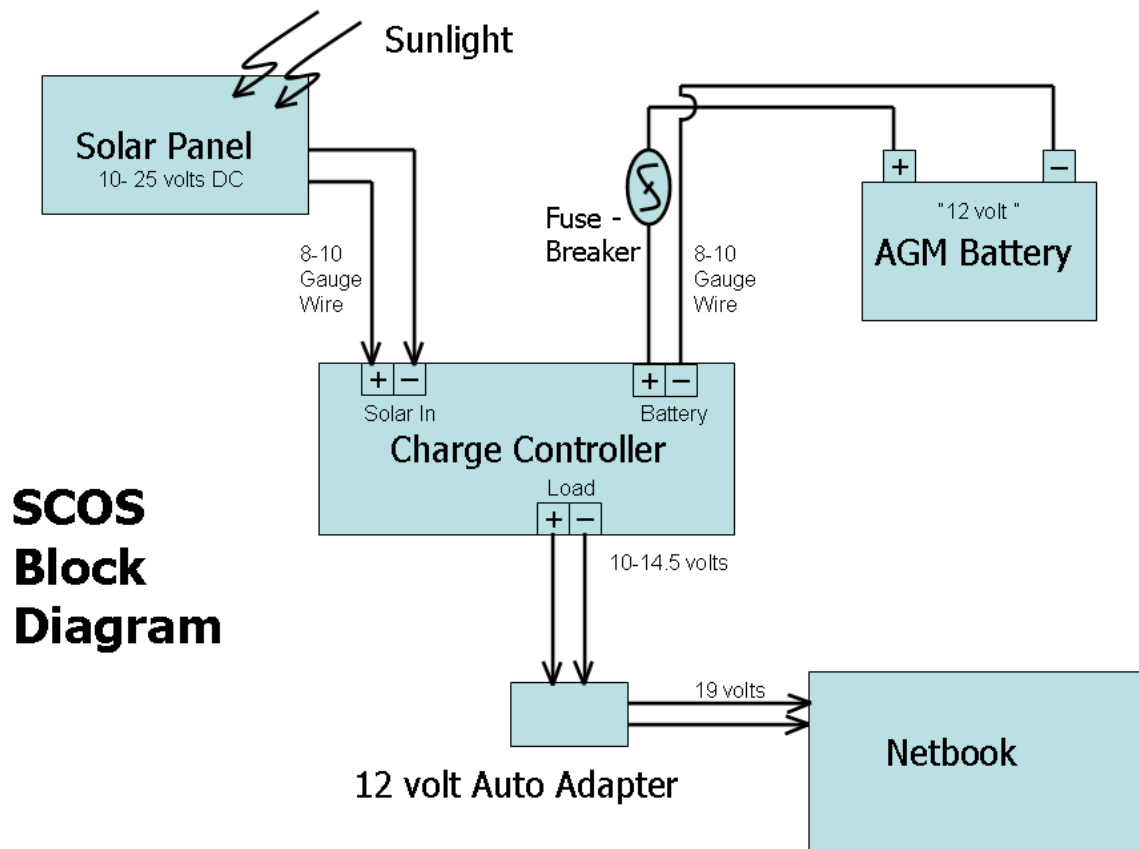 Sunlight
Solar Panel
10- 25 volts DC
8-10
Gauge
Wire
Fuse -
Breaker
8-10
Gauge
Wire
+ −
"12 volt "
AGM Battery
+ −
Solar In
+ −
Battery
Charge Controller
Load
+ −
10-14.5 volts
SCOS
Block
Diagram
19 volts
12 volt Auto Adapter
Netbook